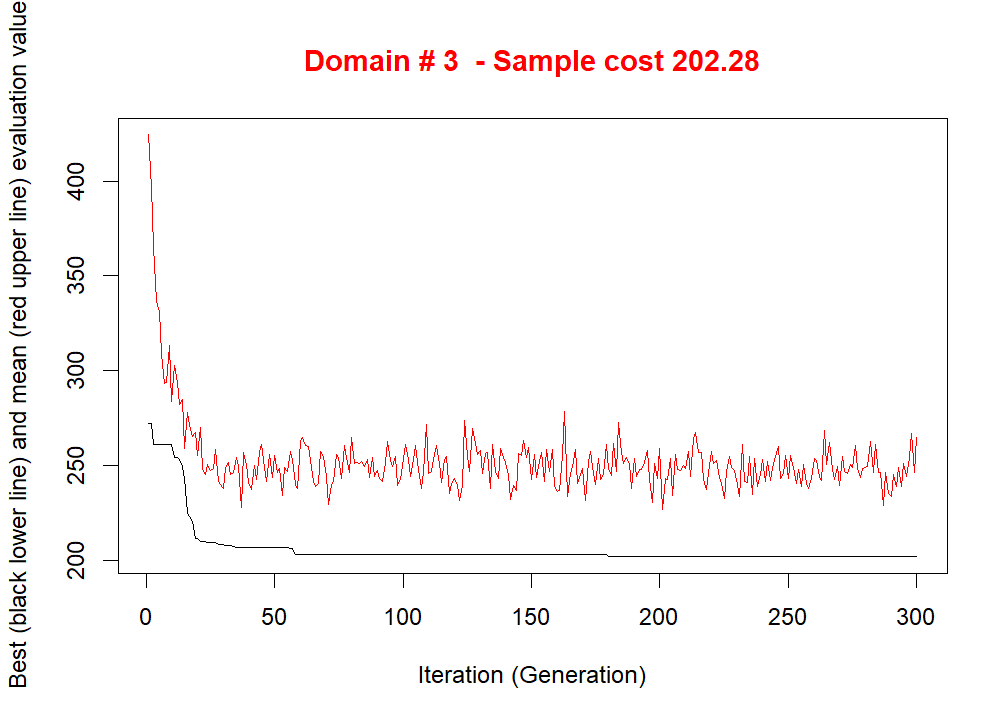 Domain # 3  - Sample cost 202.28
Best (black lower line) and mean (red upper line) evaluation value
400
350
300
250
200
0 50 100 150 200 250 300
Iteration (Generation)